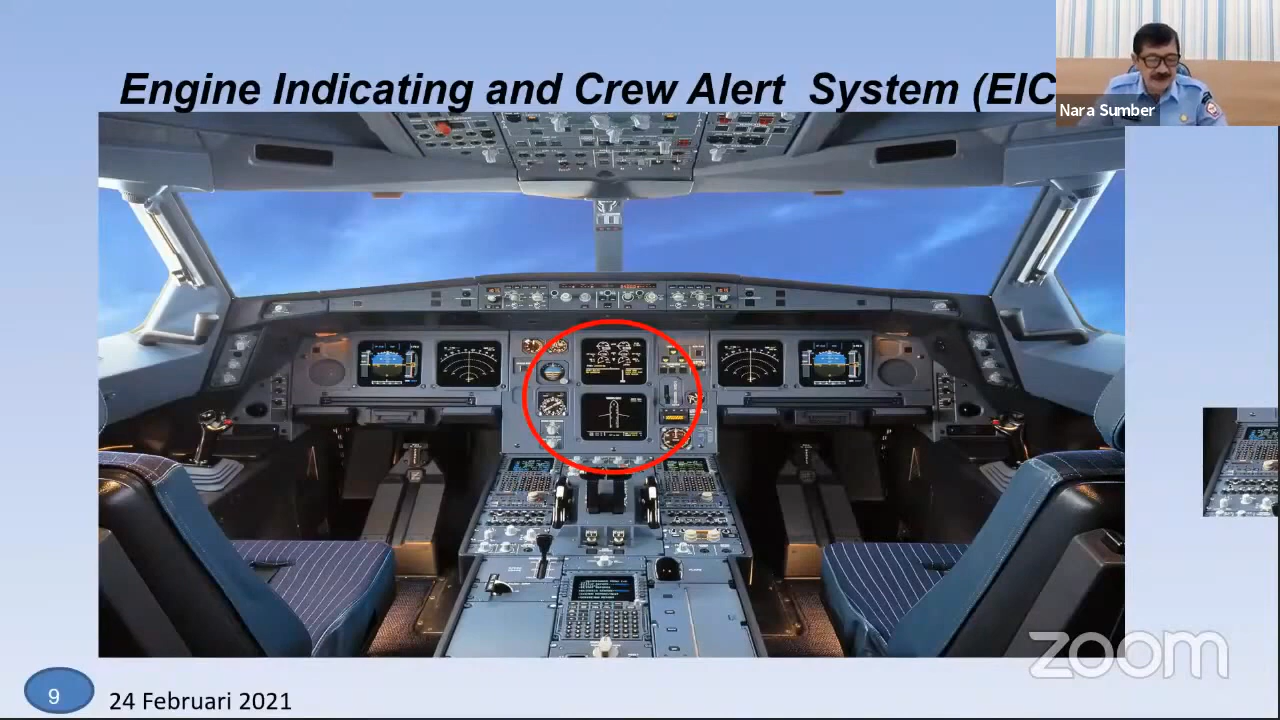 Engine Indicating and Crew Alert System (EIC
Nara Sumber
zoom
9
24 Februari 2021